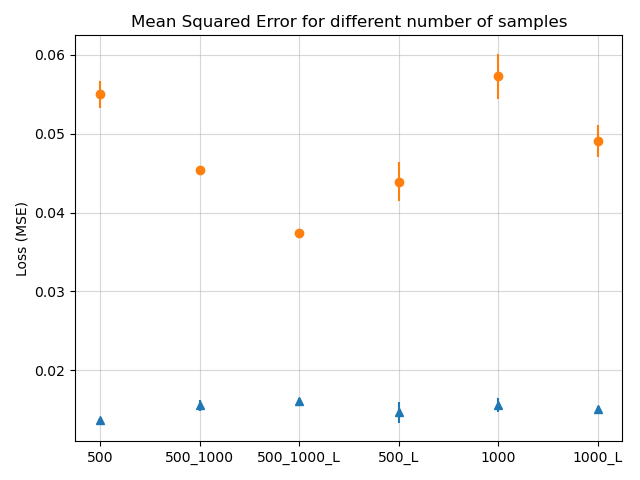 Mean Squared Error for different number of samples
0.06
0.05
0.04
0.03
0.02
Loss (MSE)
500
500_1000
500_1000_L
500_L
1000
1000_L